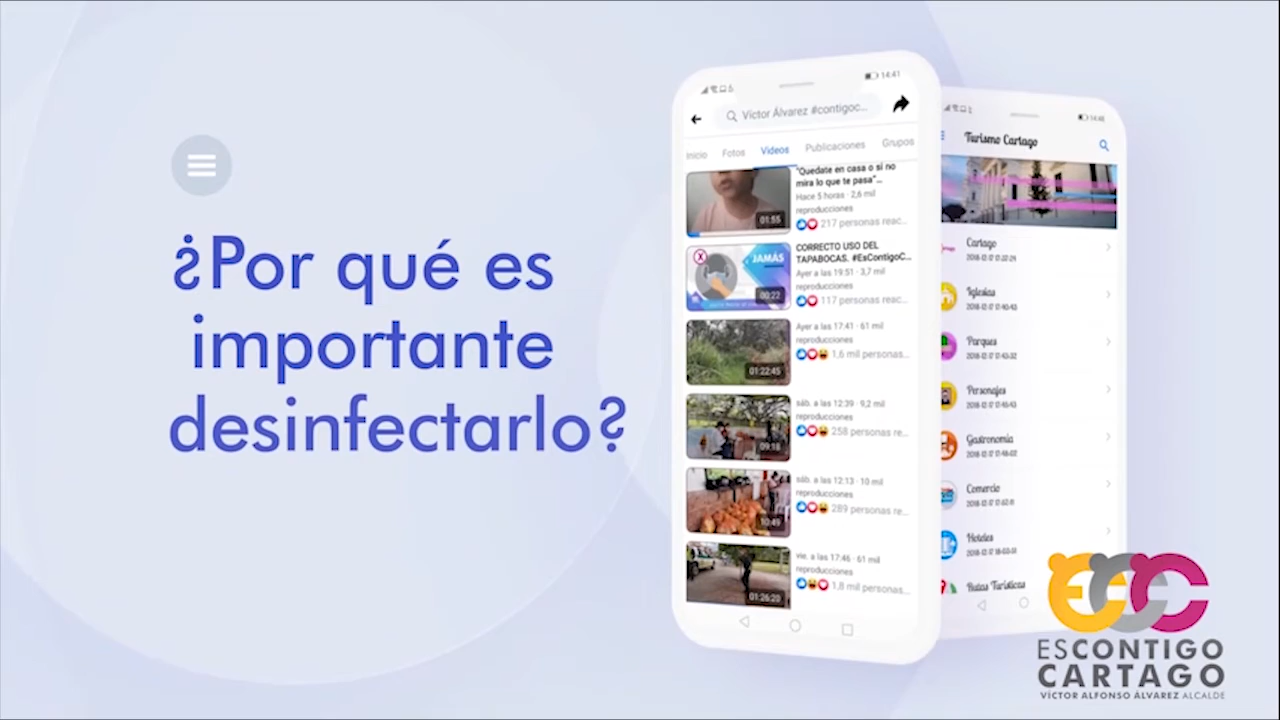 ¿Por qué es
importante
desinfectarlo?
14:41
Víctor Álvarez #contigoc...
Inicio Fotos Videos Publicaciones Grupos
"Quedate en casa o si no
mira lo que te pasa"...
Hace 5 horas · 2,6 mil
reproducciones
217 personas reac...
01:55
CORRECTO USO DEL
TAPABOCAS. #EsContigoC...
Ayer a las 19:51 · 3,7 mil
reproducciones
117 personas reac...
JAMÁS
00:22
Ayer a las 17:41 · 61 mil
reproducciones
1,6 mil personas...
01:22:45
sáb. a las 12:39 · 9,2 mil
reproducciones
258 personas re...
09:18
sáb. a las 12:13 · 10 mil
reproducciones
289 personas re...
10:49
vie. a las 17:46 · 61 mil
reproducciones
1,8 mil personas...
01:26:20
Turismo Cartago
Cartago
Iglesias
Parques
Personajes
Gastronomía
Comercio
Hoteles
Rutas Turísticas
ECC
ESCONTIGO
CARTAGO
VÍCTOR ALFONSO ÁLVAREZ ALCALDE